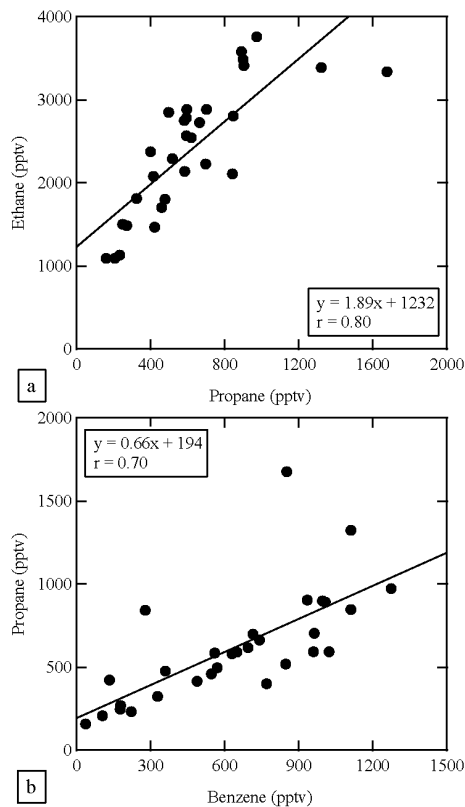 4000
3000
2000
1000
0
Ethane (pptv)
y = 1.89x + 1232
r = 0.80
0 400 800 1200 1600 2000
a
Propane (pptv)
2000
1500
1000
500
0
Propane (pptv)
y = 0.66x + 194
r = 0.70
0 300 600 900 1200 1500
b
Benzene (pptv)